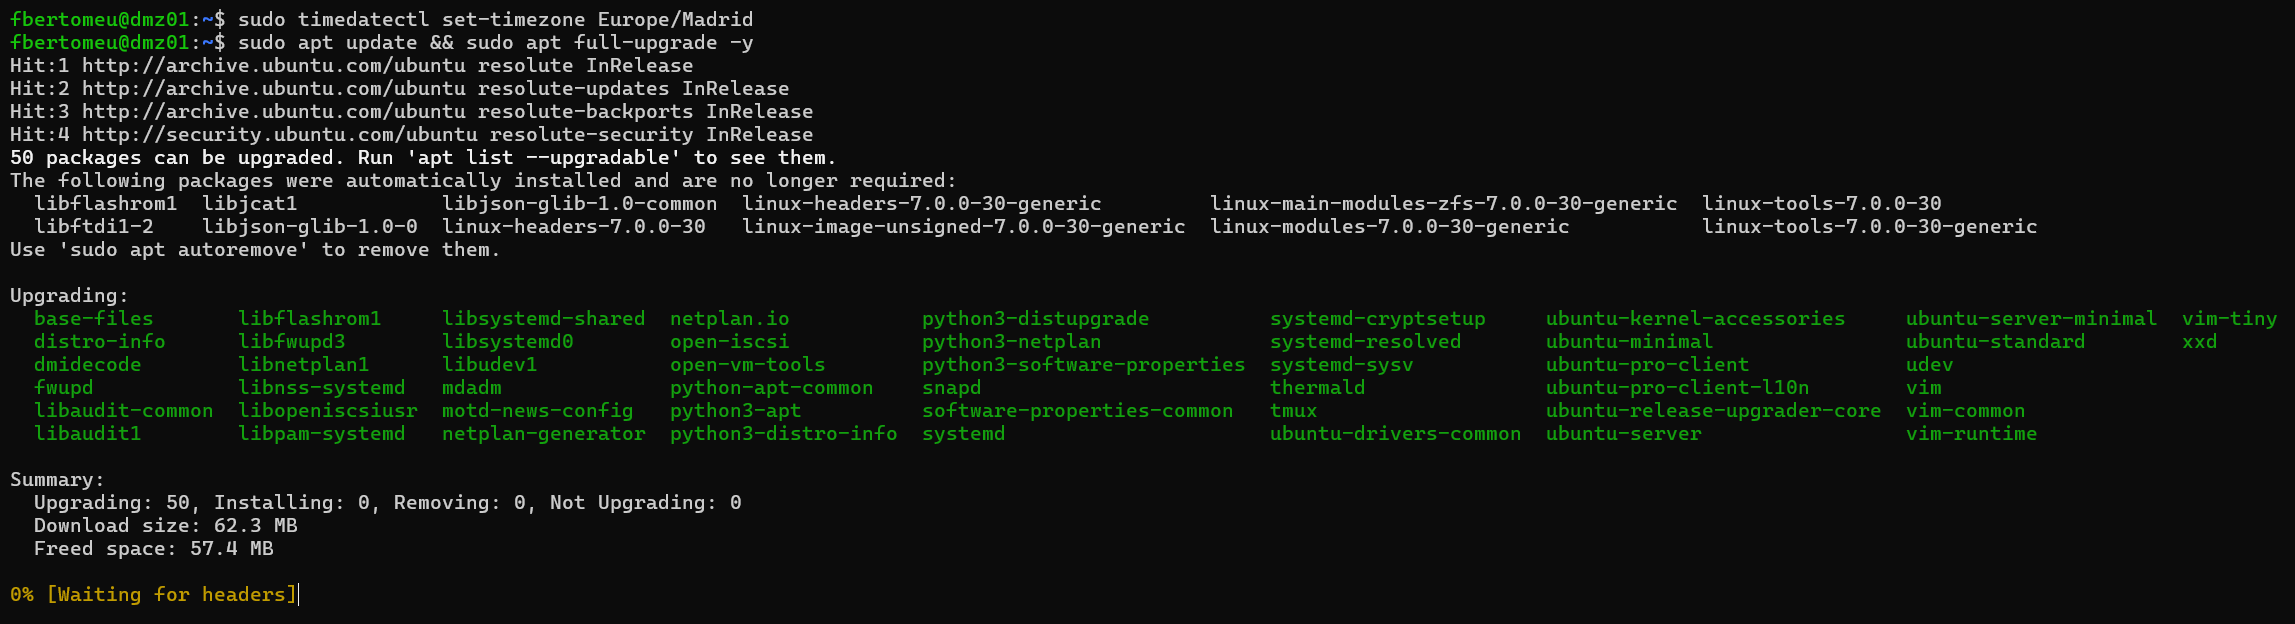 fbertomeu@dmz01:~$ sudo timedatectl set-timezone Europe/Madrid
fbertomeu@dmz01:~$ sudo apt update && sudo apt full-upgrade -y
Hit:1 http://archive.ubuntu.com/ubuntu resolute InRelease
Hit:2 http://archive.ubuntu.com/ubuntu resolute-updates InRelease
Hit:3 http://archive.ubuntu.com/ubuntu resolute-backports InRelease
Hit:4 http://security.ubuntu.com/ubuntu resolute-security InRelease
50 packages can be upgraded. Run 'apt list --upgradable' to see them.
The following packages were automatically installed and are no longer required:
  libflashrom1  libjcat1            libjson-glib-1.0-common  linux-headers-7.0.0-30-generic         linux-main-modules-zfs-7.0.0-30-generic  linux-tools-7.0.0-30
  libftdi1-2    libjson-glib-1.0-0  linux-headers-7.0.0-30   linux-image-unsigned-7.0.0-30-generic  linux-modules-7.0.0-30-generic           linux-tools-7.0.0-30-generic
Use 'sudo apt autoremove' to remove them.

Upgrading:
  base-files       libflashrom1     libsystemd-shared  netplan.io           python3-distupgrade          systemd-cryptsetup     ubuntu-kernel-accessories     ubuntu-server-minimal  vim-tiny
  distro-info      libfwupd3        libsystemd0        open-iscsi           python3-netplan              systemd-resolved       ubuntu-minimal                ubuntu-standard        xxd
  dmidecode        libnetplan1      libudev1           open-vm-tools        python3-software-properties  systemd-sysv           ubuntu-pro-client             udev
  fwupd            libnss-systemd   mdadm              python-apt-common    snapd                        thermald               ubuntu-pro-client-l10n        vim
  libaudit-common  libopeniscsiusr  motd-news-config   python3-apt          software-properties-common   tmux                   ubuntu-release-upgrader-core  vim-common
  libaudit1        libpam-systemd   netplan-generator  python3-distro-info  systemd                      ubuntu-drivers-common  ubuntu-server                 vim-runtime

Summary:
  Upgrading: 50, Installing: 0, Removing: 0, Not Upgrading: 0
  Download size: 62.3 MB
  Freed space: 57.4 MB

0% [Waiting for headers]